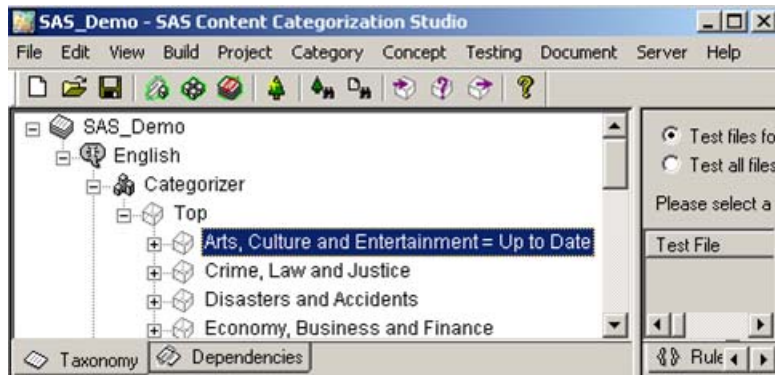 SAS_Demo - SAS Content Categorization Studio
File Edit View Build Project Category Concept Testing Document Server Help
SAS_Demo
English
Categorizer
Top
Arts, Culture and Entertainment = Up to Date
Crime, Law and Justice
Disasters and Accidents
Economy, Business and Finance
Taxonomy Dependencies
Test files fo
Test all files
Please select a
Test File
Rule